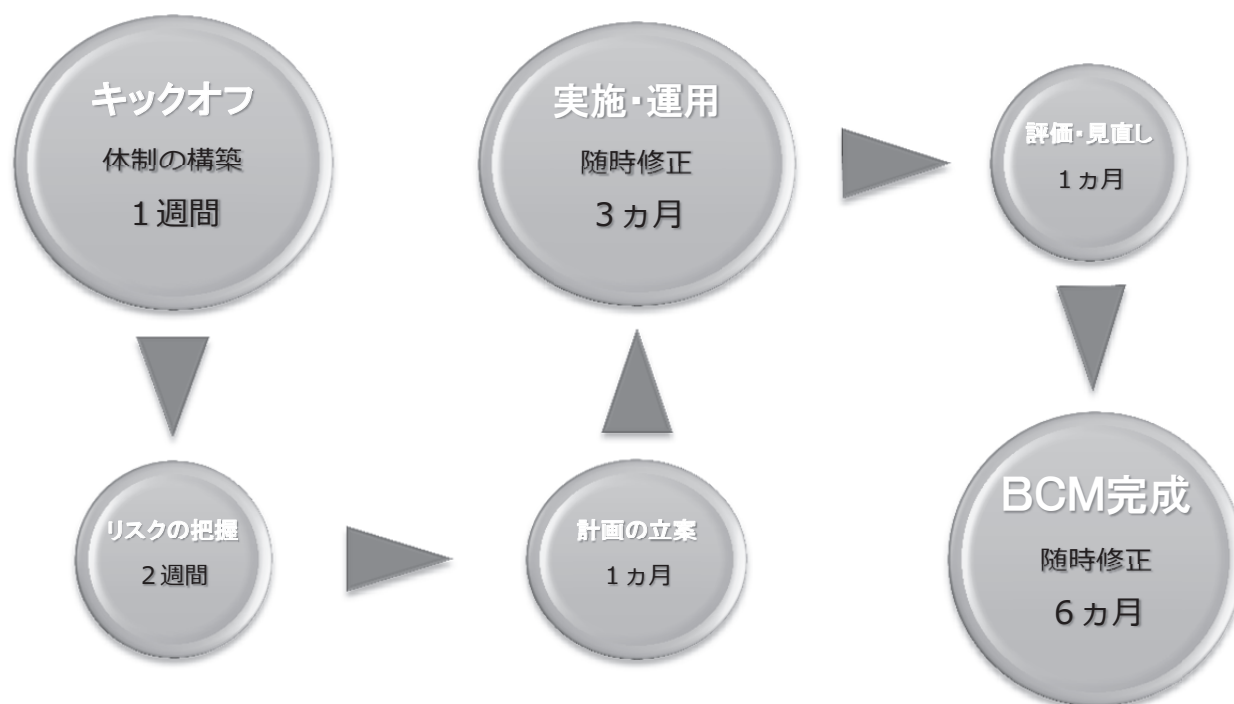 キックオフ
体制の構築
１週間
リスクの把握
２週間
計画の立案
１ヵ月
実施・運用
随時修正
３ヵ月
評価・見直し
１ヵ月
BCM完成
随時修正
６ヵ月